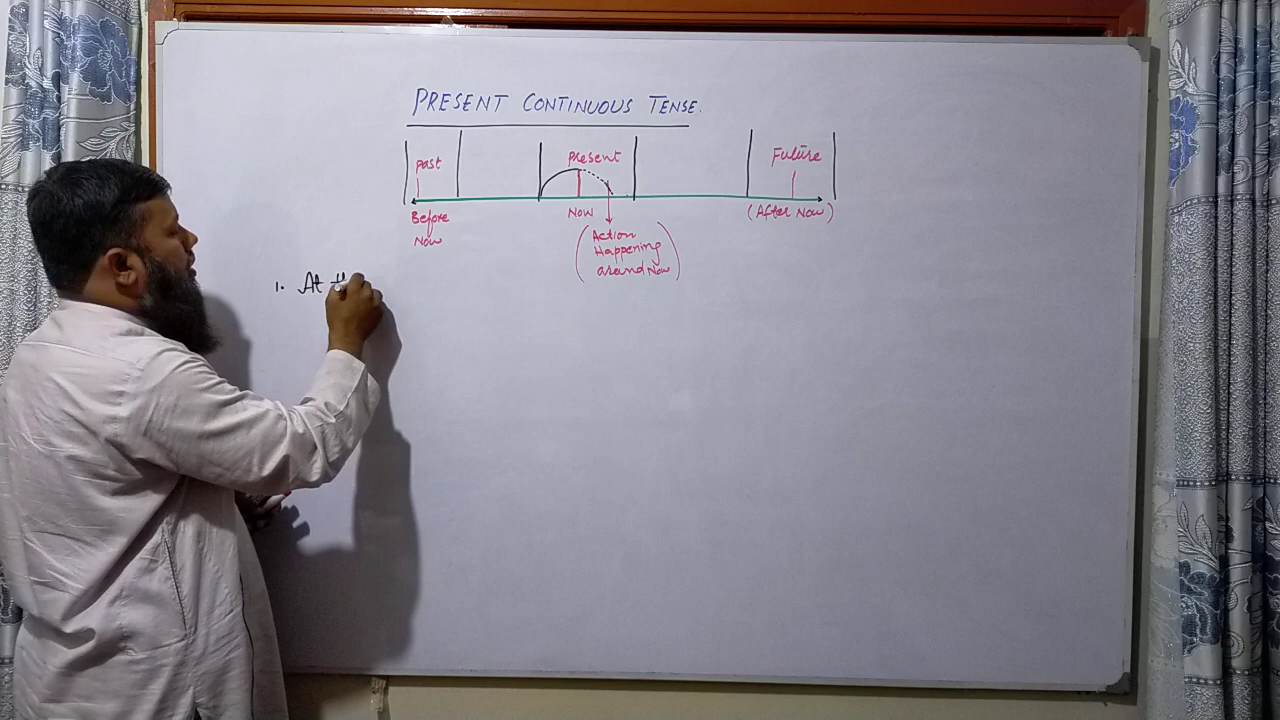 PRESENT CONTINUOUS TENSE.
past
present
Future
Before
Now
Now
(After Now)
(Action
Happening
around Now)
1. At